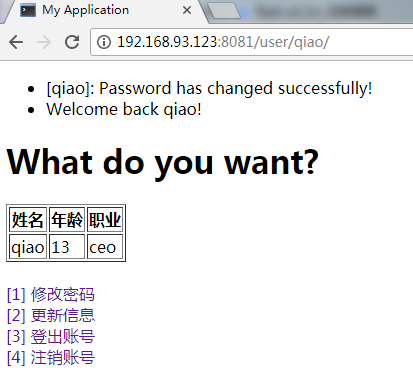 My Application
192.168.93.123:8081/user/qiao/
[qiao]: Password has changed successfully!
Welcome back qiao!
What do you want?
姓名 年龄 职业
qiao 13 ceo
[1] 修改密码
[2] 更新信息
[3] 登出账号
[4] 注销账号